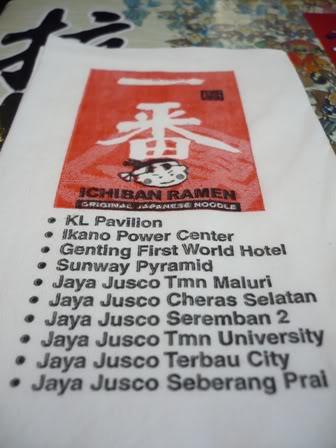 一番
ICHIBAN RAMEN
ORIGINAL JAPANESE NOODLE
• KL Pavilion
• Ikano Power Center
• Genting First World Hotel
• Sunway Pyramid
• Jaya Jusco Tmn Maluri
• Jaya Jusco Cheras Selatan
• Jaya Jusco Seremban 2
• Jaya Jusco Tmn University
• Jaya Jusco Terbau City
• Jaya Jusco Seberang Prai